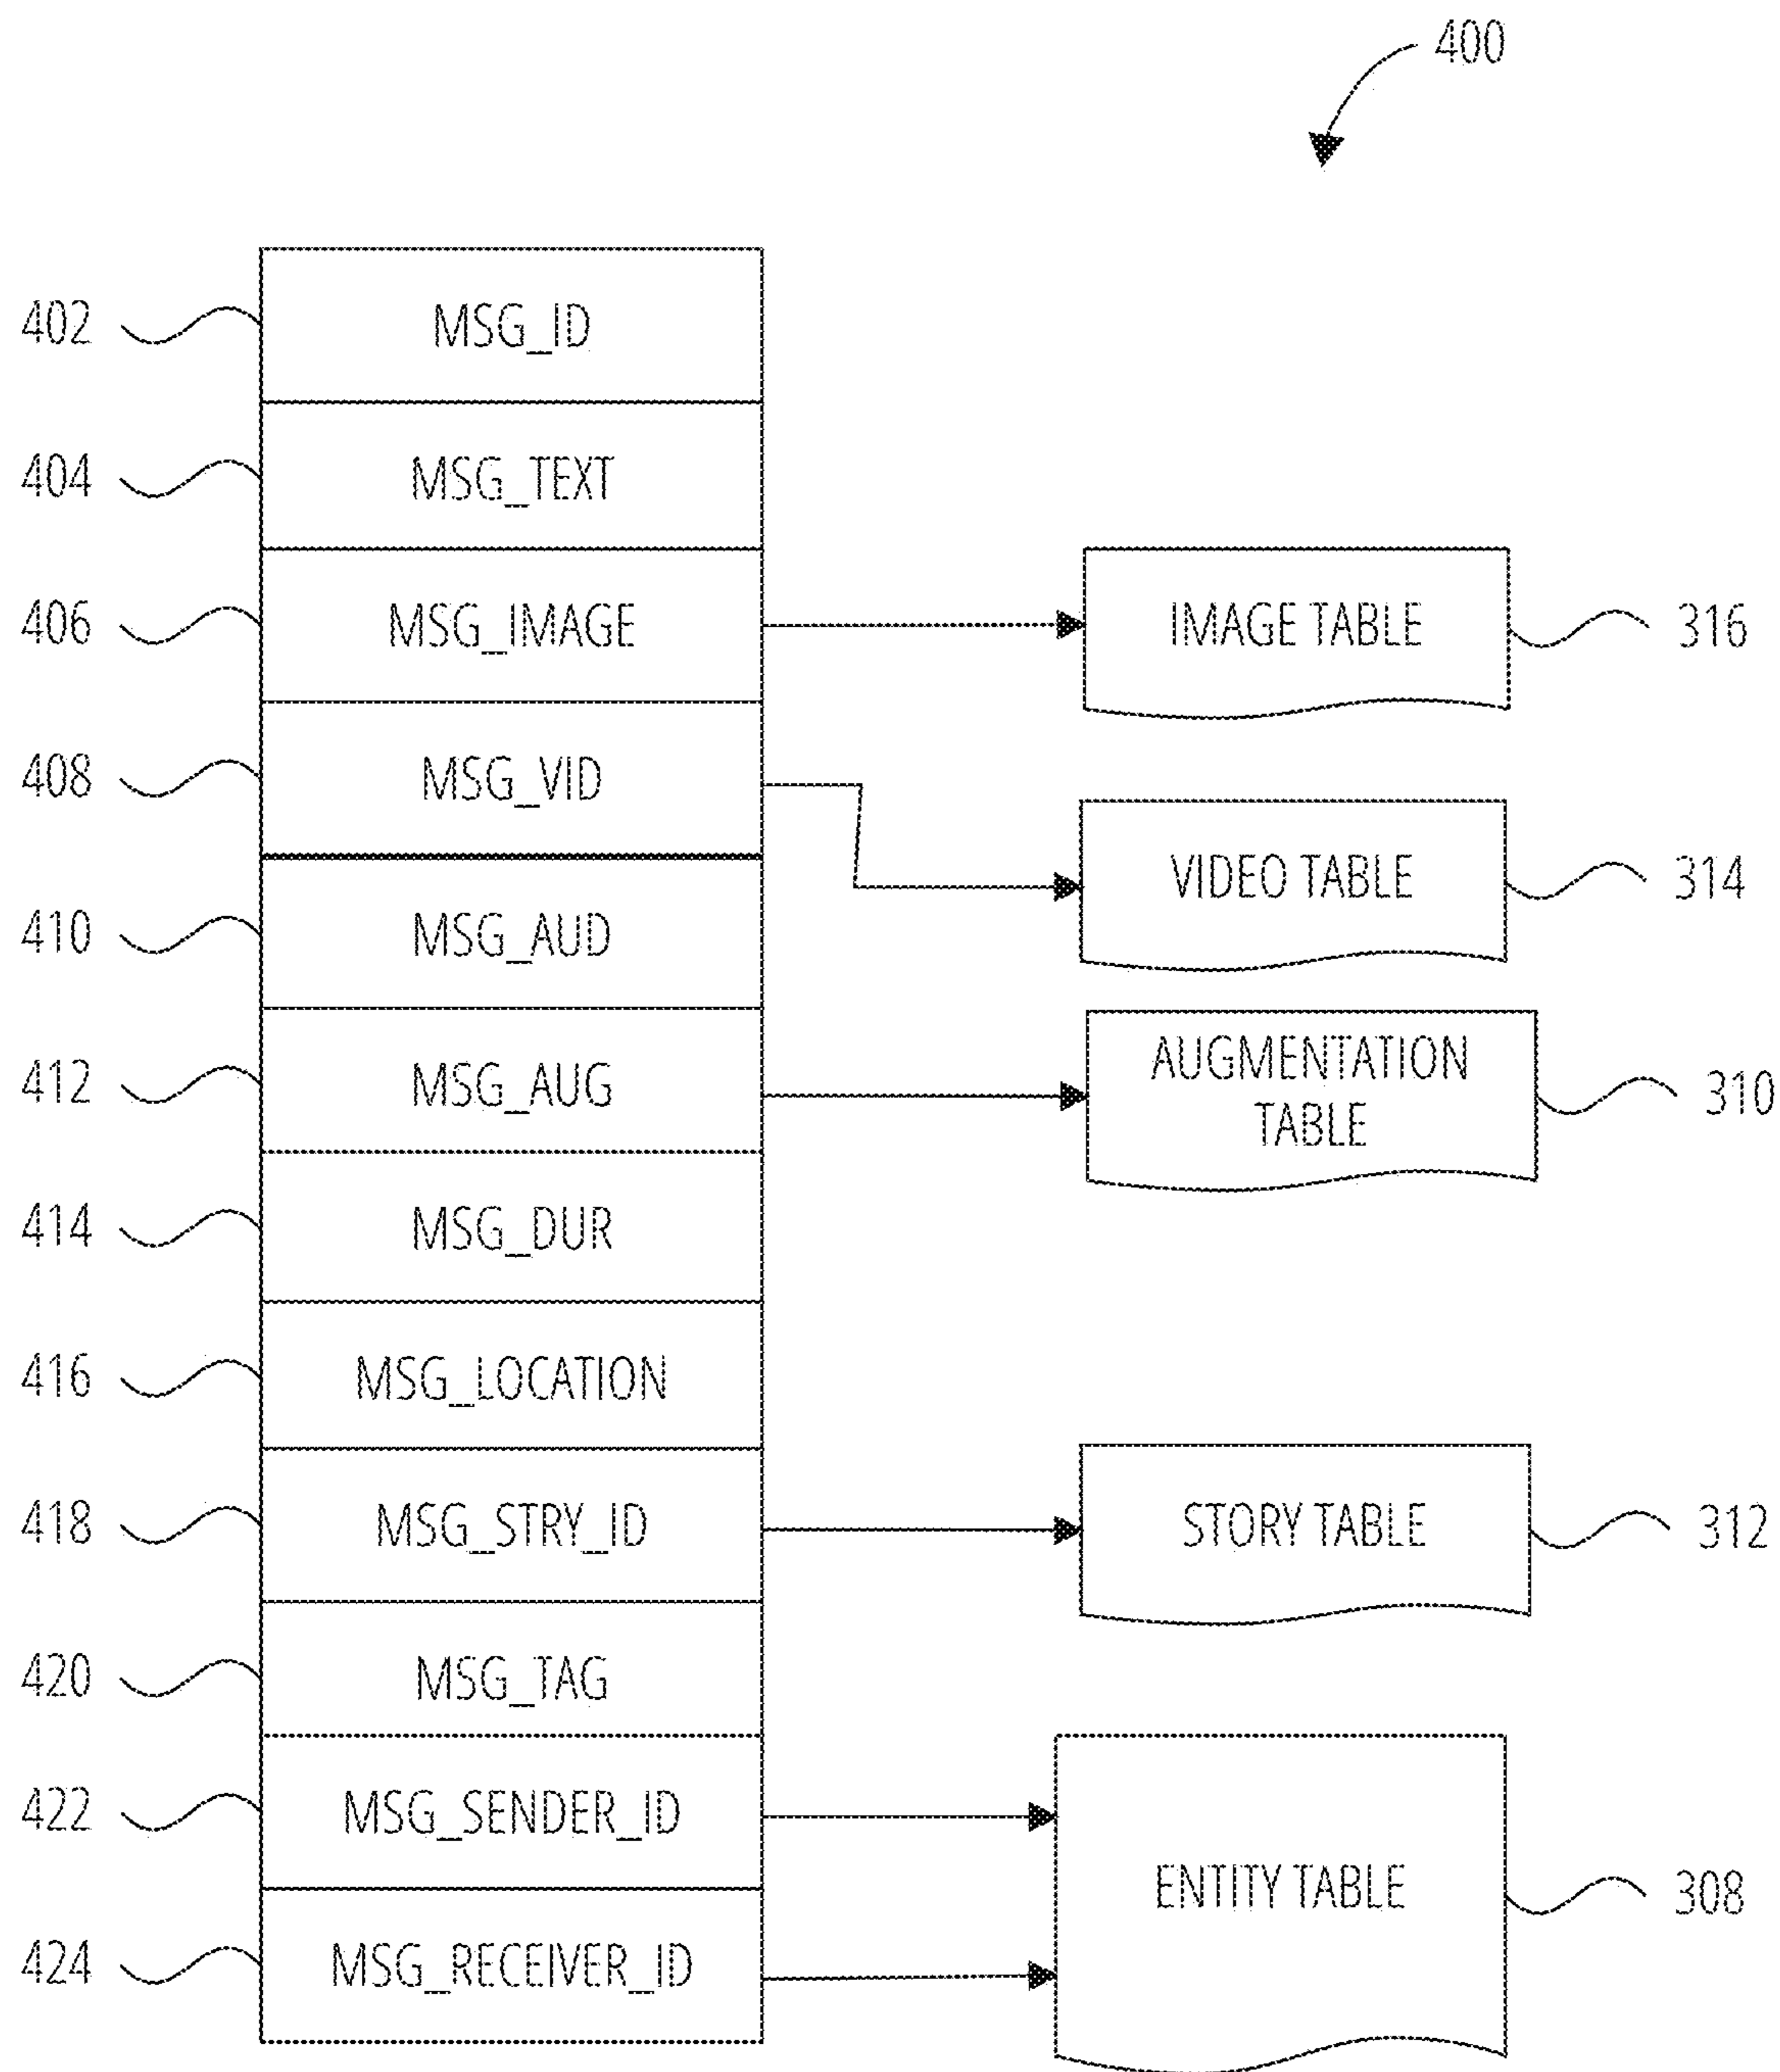 400
402 MSG_ID
404 MSG_TEXT
406 MSG_IMAGE IMAGE TABLE 316
408 MSG_VID
VIDEO TABLE 314
410 MSG_AUD
412 MSG_AUG AUGMENTATION
TABLE 310
414 MSG_DUR
416 MSG_LOCATION
418 MSG_STRY_ID STORY TABLE 312
420 MSG_TAG
422 MSG_SENDER_ID
ENTITY TABLE 308
424 MSG_RECEIVER_ID